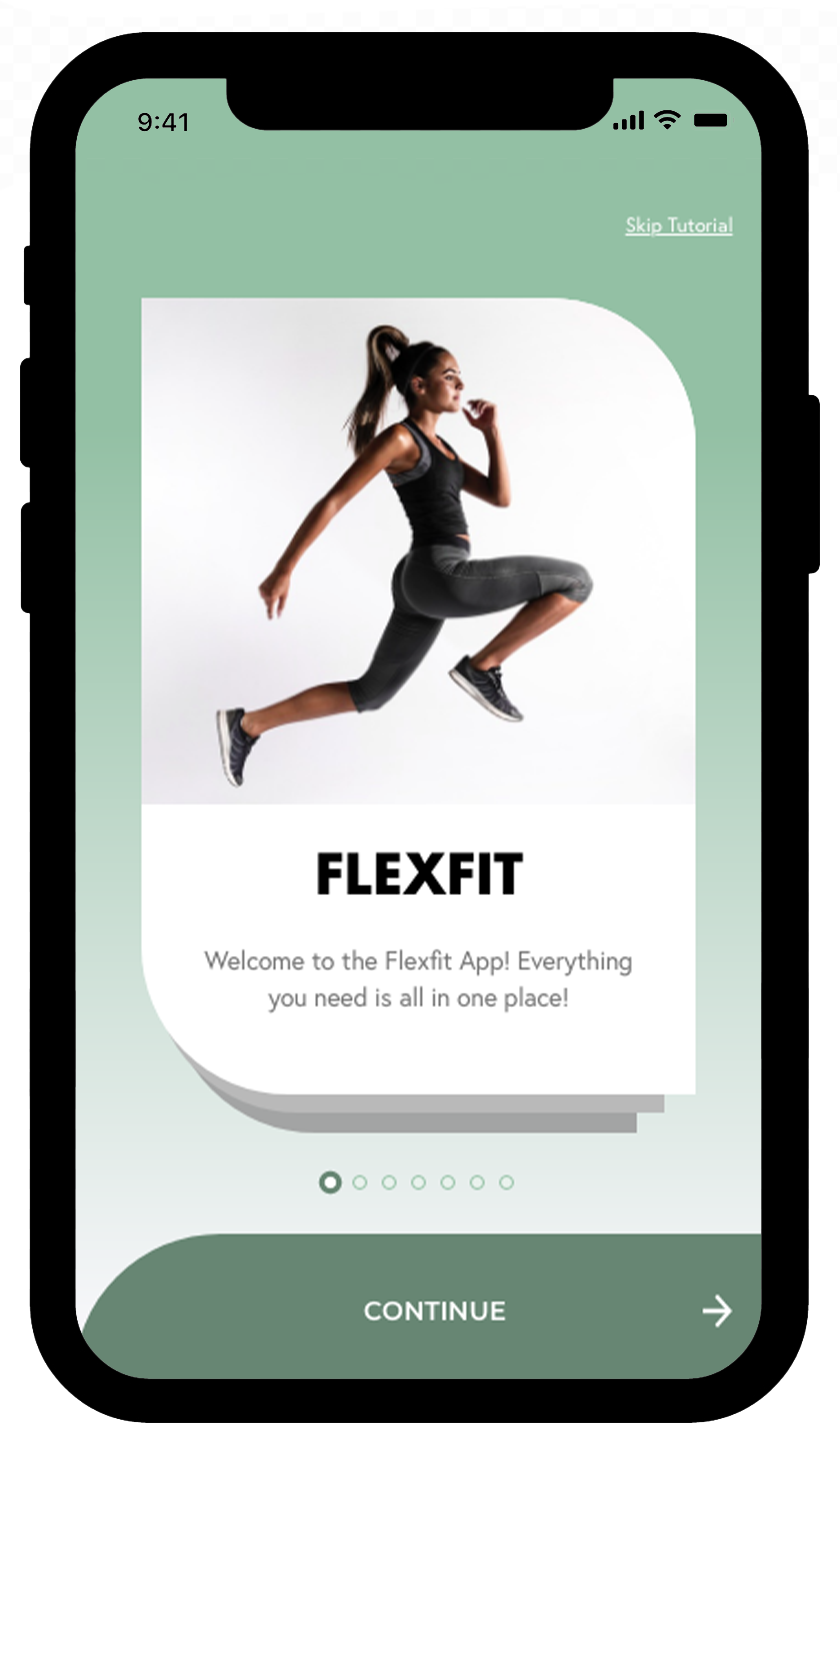 9:41
Skip Tutorial
FLEXFIT
Welcome to the Flexfit App! Everything
you need is all in one place!
CONTINUE